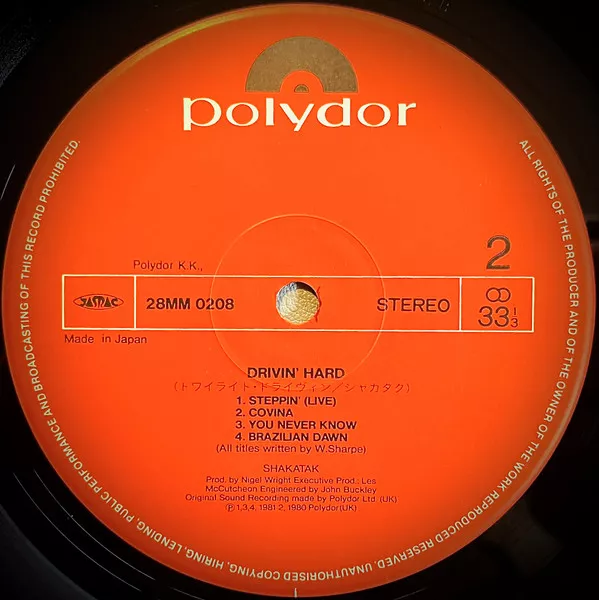 polydor
2
Polydor K.K.,
JASRAC
28MM 0208
STEREO
33 1/3
Made in Japan
DRIVIN' HARD
(トワイライト・ドライヴィン/シャカタク)
1. STEPPIN' (LIVE)
2. COVINA
3. YOU NEVER KNOW
4. BRAZILIAN DAWN
(All titles written by W.Sharpe)
SHAKATAK
Prod. by Nigel Wright Executive Prod.; Les
McCutcheon Engineered by John Buckley
Original Sound Recording made by Polydor Ltd. (UK)
Ⓟ 1,3,4, 1981 2, 1980 Polydor(UK)
ALL RIGHTS OF THE PRODUCER AND OF THE OWNER OF THE WORK REPRODUCED RESERVED. UNAUTHORISED COPYING, HIRING, LENDING, PUBLIC PERFORMANCE AND BROADCASTING OF THIS RECORD PROHIBITED.